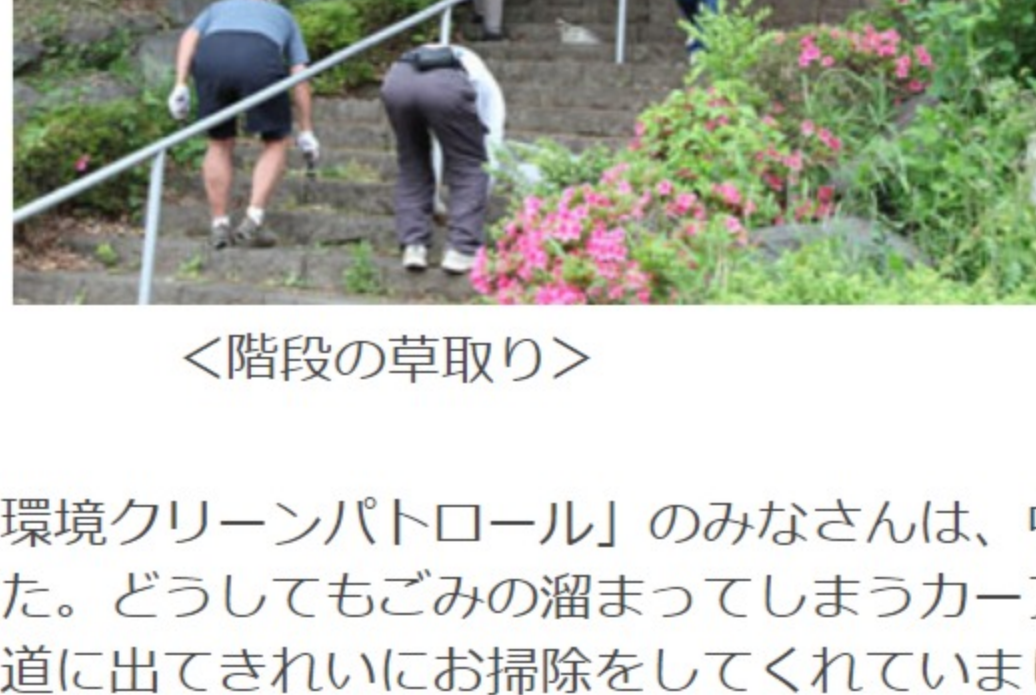 ＜階段の草取り＞
環境クリーンパトロール」のみなさんは、
た。どうしてもごみの溜まってしまうカー
道に出てきれいにお掃除をしてくれていま